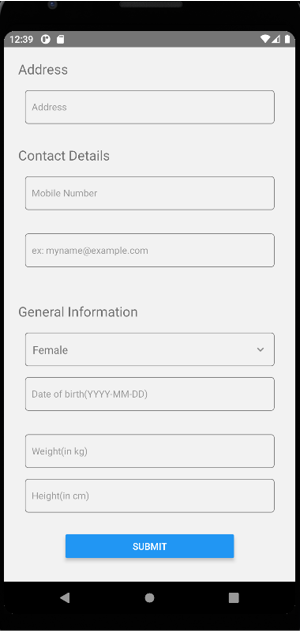 12:39
Address
Address
Contact Details
Mobile Number
ex: myname@example.com
General Information
Female
Date of birth(YYYY-MM-DD)
Weight(in kg)
Height(in cm)
SUBMIT